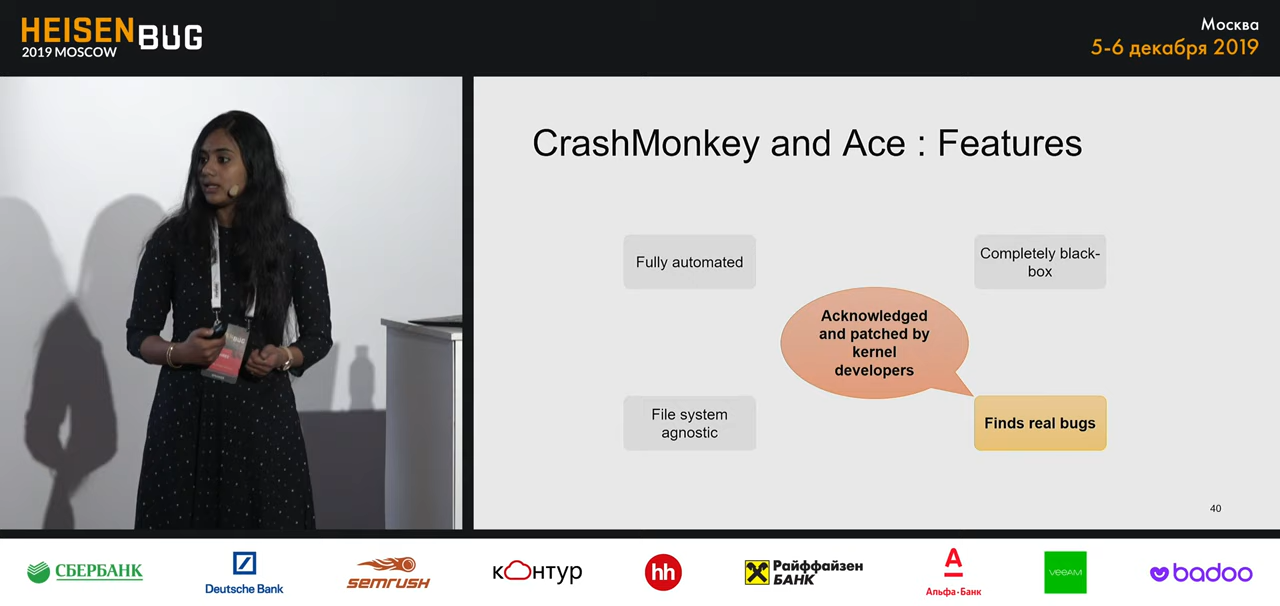 HEISENBUG
2019 MOSCOW
Москва
5-6 декабря 2019
CrashMonkey and Ace : Features
Fully automated
Completely black-
box
Acknowledged
and patched by
kernel
developers
File system
agnostic
Finds real bugs
40
СБЕРБАНК
Deutsche Bank
semrush
контур
hh
Райффайзен
БАНК
А
Альфа·Банк
veeam
badoo